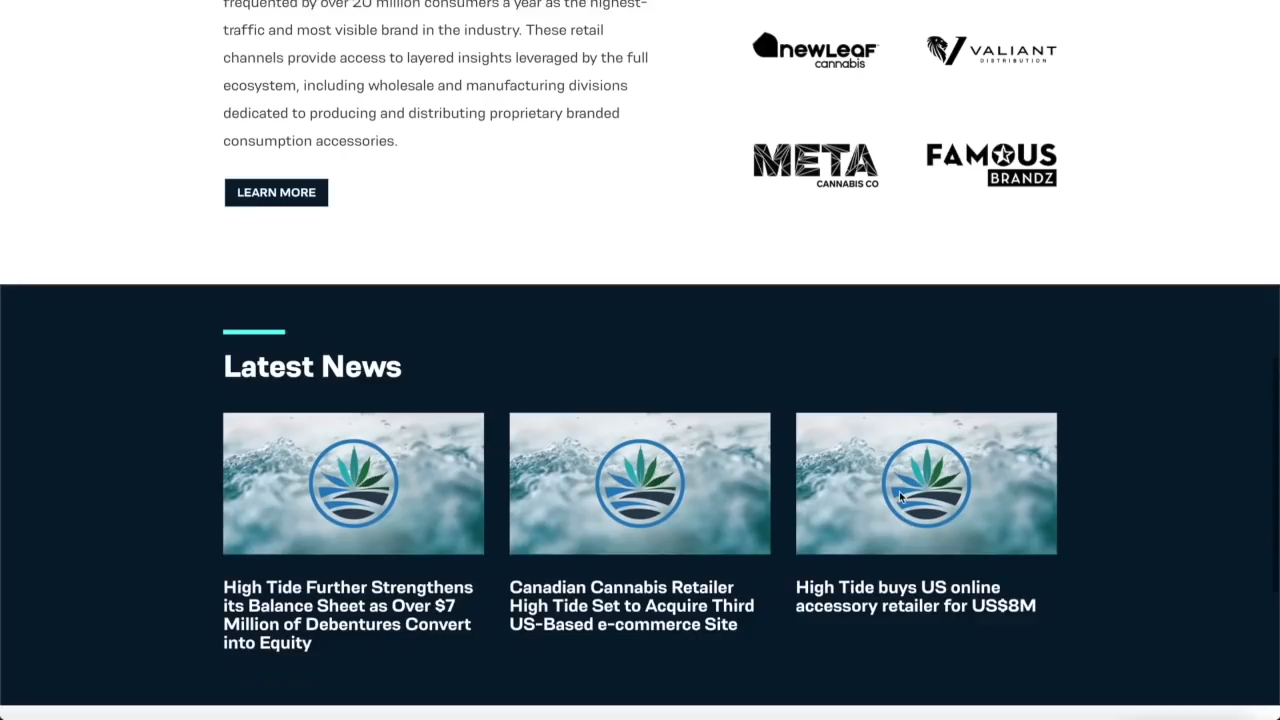 frequented by over 20 million consumers a year as the highest-
traffic and most visible brand in the industry. These retail
channels provide access to layered insights leveraged by the full
ecosystem, including wholesale and manufacturing divisions
dedicated to producing and distributing proprietary branded
consumption accessories.
LEARN MORE
newLeaf
cannabis
VALIANT
DISTRIBUTION
META
CANNABIS CO
FAMOUS
BRANDZ
Latest News
High Tide Further Strengthens
its Balance Sheet as Over $7
Million of Debentures Convert
into Equity
Canadian Cannabis Retailer
High Tide Set to Acquire Third
US-Based e-commerce Site
High Tide buys US online
accessory retailer for US$8M